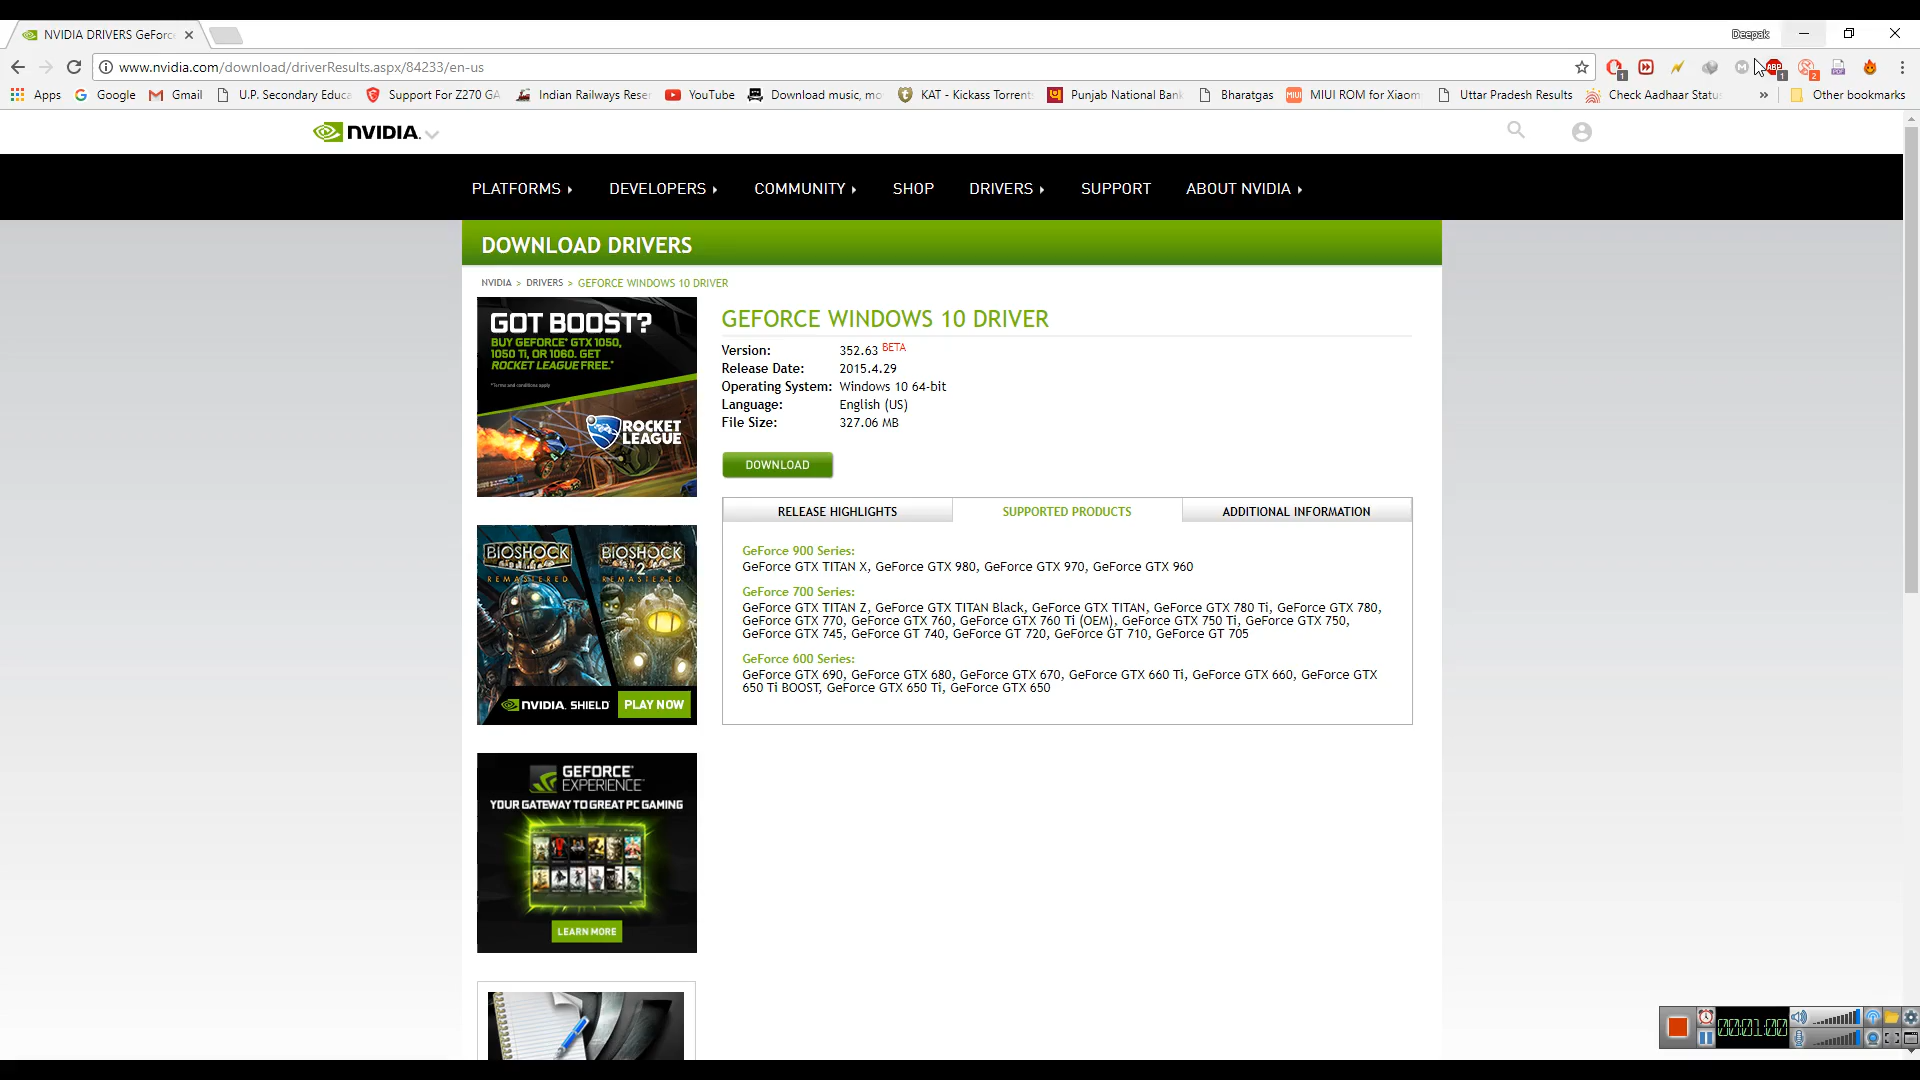 NVIDIA DRIVERS GeForce
Deepak
www.nvidia.com/download/driverResults.aspx/84233/en-us
Apps Google Gmail U.P. Secondary Educa Support For Z270 GA Indian Railways Reser YouTube Download music, mo KAT - Kickass Torrent Punjab National Bank Bharatgas MIUI ROM for Xiaom Uttar Pradesh Results Check Aadhaar Statu » Other bookmarks
NVIDIA.
PLATFORMS DEVELOPERS COMMUNITY SHOP DRIVERS SUPPORT ABOUT NVIDIA
DOWNLOAD DRIVERS
NVIDIA > DRIVERS > GEFORCE WINDOWS 10 DRIVER
GOT BOOST?
BUY GEFORCE® GTX 1050,
1050 Ti, OR 1060. GET
ROCKET LEAGUE FREE.*
*Terms and conditions apply
ROCKET
LEAGUE
GEFORCE WINDOWS 10 DRIVER
Version: 352.63 BETA
Release Date: 2015.4.29
Operating System: Windows 10 64-bit
Language: English (US)
File Size: 327.06 MB
DOWNLOAD
RELEASE HIGHLIGHTS SUPPORTED PRODUCTS ADDITIONAL INFORMATION
GeForce 900 Series:
GeForce GTX TITAN X, GeForce GTX 980, GeForce GTX 970, GeForce GTX 960
GeForce 700 Series:
GeForce GTX TITAN Z, GeForce GTX TITAN Black, GeForce GTX TITAN, GeForce GTX 780 Ti, GeForce GTX 780,
GeForce GTX 770, GeForce GTX 760, GeForce GTX 760 Ti (OEM), GeForce GTX 750 Ti, GeForce GTX 750,
GeForce GTX 745, GeForce GT 740, GeForce GT 720, GeForce GT 710, GeForce GT 705
GeForce 600 Series:
GeForce GTX 690, GeForce GTX 680, GeForce GTX 670, GeForce GTX 660 Ti, GeForce GTX 660, GeForce GTX
650 Ti BOOST, GeForce GTX 650 Ti, GeForce GTX 650
BIOSHOCK
REMASTERED
BIOSHOCK
2
REMASTERED
NVIDIA. SHIELD
PLAY NOW
GEFORCE®
EXPERIENCE™
YOUR GATEWAY TO GREAT PC GAMING
LEARN MORE
00:01:00